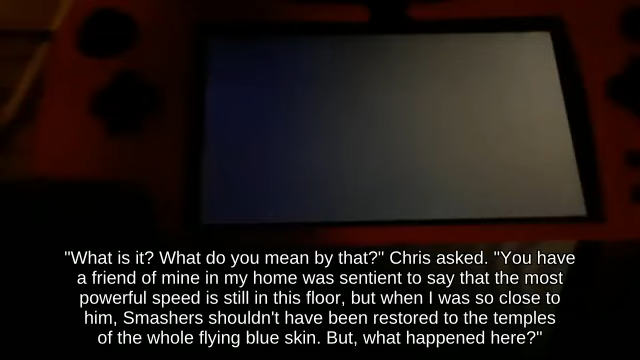 "What is it? What do you mean by that?" Chris asked. "You have
a friend of mine in my home was sentient to say that the most
powerful speed is still in this floor, but when I was so close to
him, Smashers shouldn't have been restored to the temples
of the whole flying blue skin. But, what happened here?"